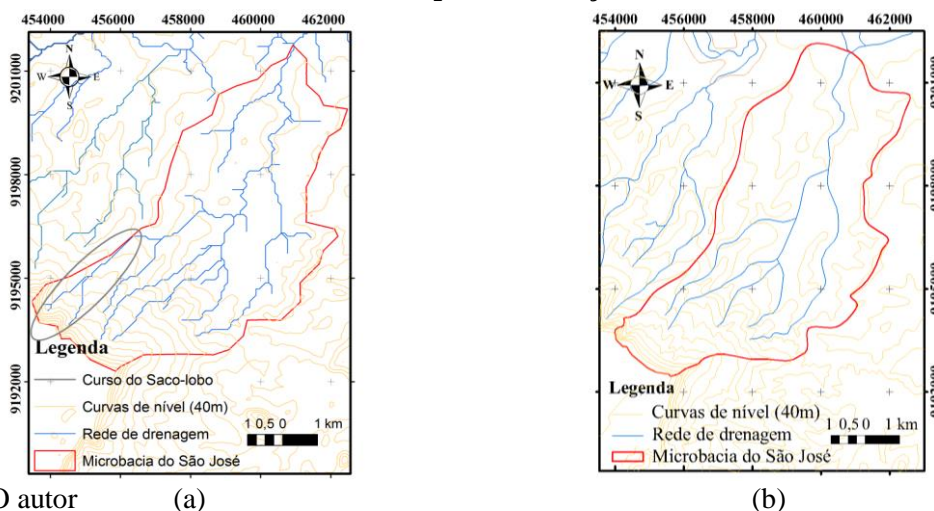 454000 456000 458000 460000 462000
454000 456000 458000 460000 462000
N
W E
S
N
W E
S
9201000
9198000
9195000
9192000
9198000
9195000
Legenda
Curso do Saco-lobo
Curvas de nível (40m)
Rede de drenagem
Microbacia do São José
1 0,5 0 1 km
Legenda
Curvas de nível (40m)
Rede de drenagem
Microbacia do São José
1 0,5 0 1 km
O autor (a) (b)